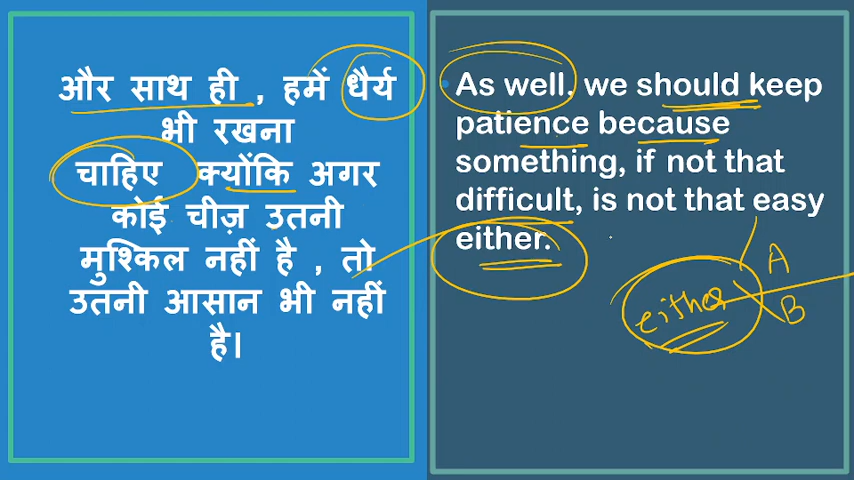 और साथ ही , हमें धैर्य
भी रखना
चाहिए क्योंकि अगर
कोई चीज़ उतनी
मुश्किल नहीं है , तो
उतनी आसान भी नहीं
है।
As well. we should keep
patience because
something, if not that
difficult, is not that easy
either.
either
A
B